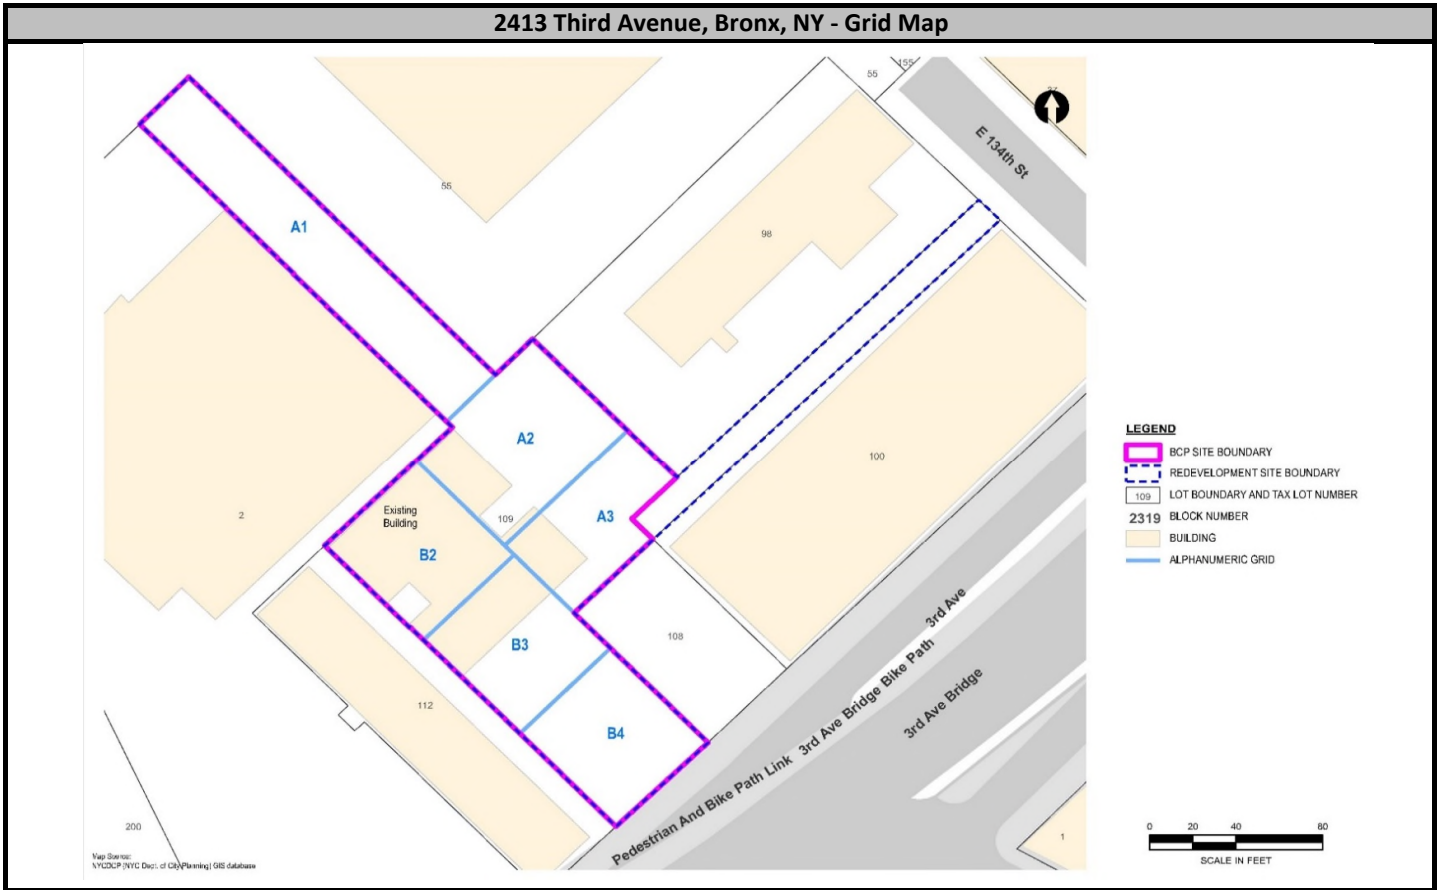 2413 Third Avenue, Bronx, NY - Grid Map
55
155
E 134th St
55
A1
98
A2
100
2
Existing
Building
109
A3
B2
3rd Ave
B3
108
3rd Ave Bridge Bike Path
3rd Ave Bridge
112
B4
Pedestrian And Bike Path Link
200
1
Map Source:
NYCDCP (NYC Dept. of City Planning) GIS database
LEGEND
BCP SITE BOUNDARY
REDEVELOPMENT SITE BOUNDARY
109 LOT BOUNDARY AND TAX LOT NUMBER
2319 BLOCK NUMBER
BUILDING
ALPHANUMERIC GRID
0 20 40 80
SCALE IN FEET